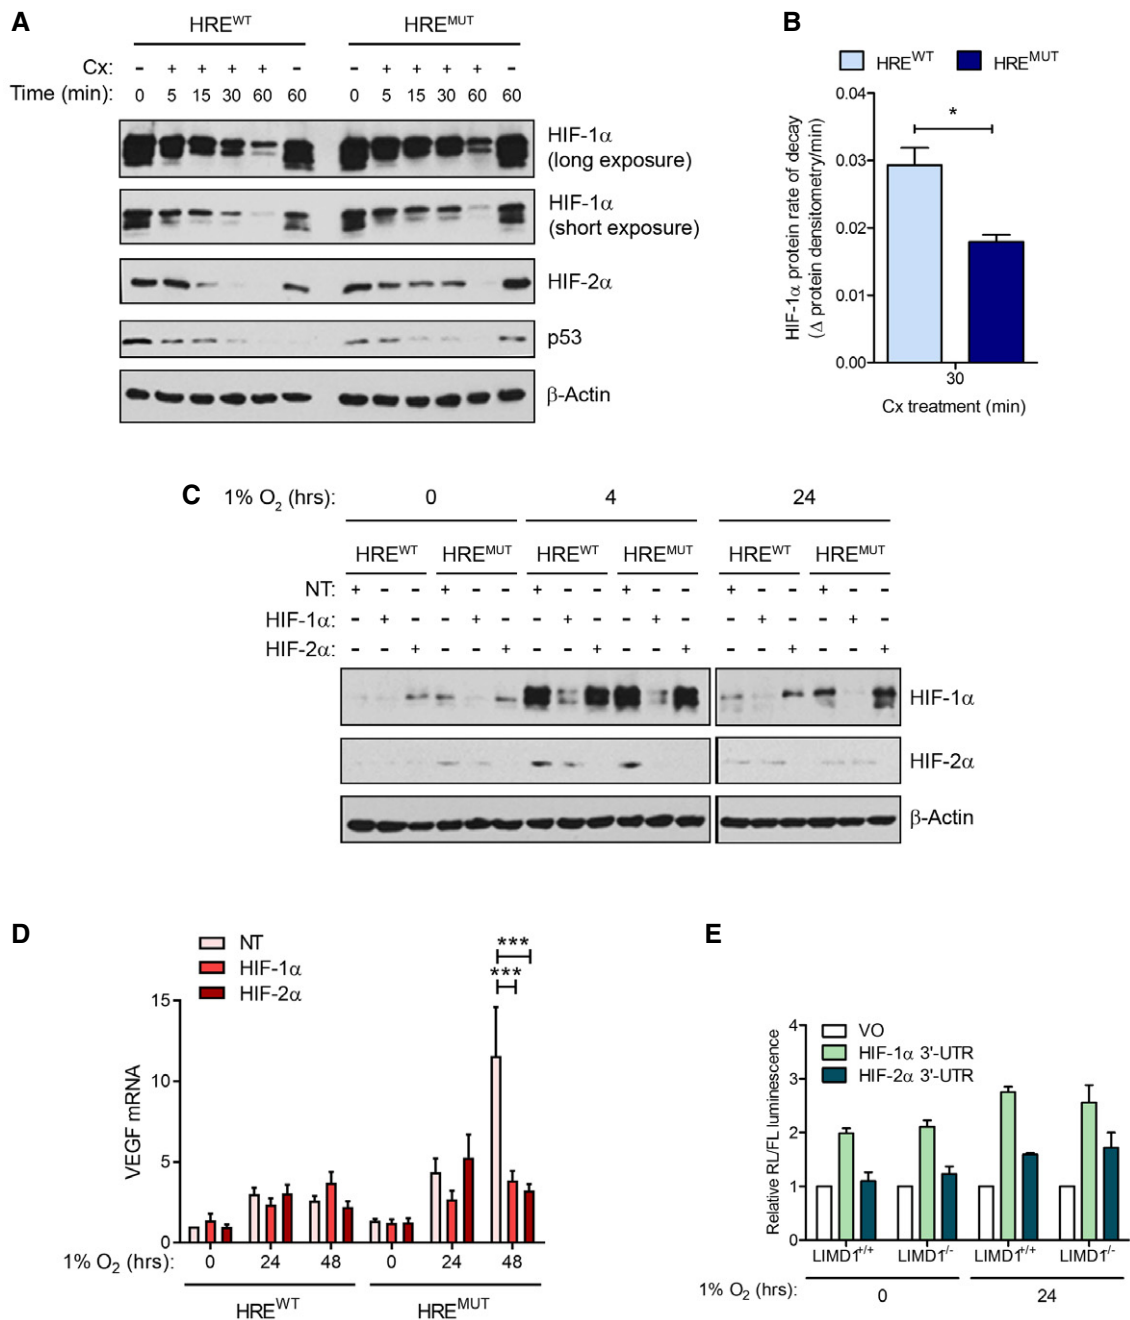 A
HRE^WT HRE^MUT
Cx: - + + + + - - + + + + -
Time (min): 0 5 15 30 60 60 0 5 15 30 60 60
HIF-1α
(long exposure)
HIF-1α
(short exposure)
HIF-2α
p53
β-Actin
B
HRE^WT HRE^MUT
*
0.04
0.03
0.02
0.01
0.00
HIF-1α protein rate of decay
(Δ protein densitometry/min)
30
Cx treatment (min)
C 1% O₂ (hrs): 0 4 24
HRE^WT HRE^MUT HRE^WT HRE^MUT HRE^WT HRE^MUT
NT: + - - + - - + - - + - - + - - + - -
HIF-1α: - + - - + - - + - - + - - + - - + -
HIF-2α: - - + - - + - - + - - + - - + - - +
HIF-1α
HIF-2α
β-Actin
D
NT
HIF-1α
HIF-2α
***
***
15
10
5
0
VEGF mRNA
1% O₂ (hrs): 0 24 48 0 24 48
HRE^WT HRE^MUT
E
VO
HIF-1α 3'-UTR
HIF-2α 3'-UTR
4
3
2
1
0
Relative RL/FL luminescence
LIMD1^+/+ LIMD1^/- LIMD1^+/+ LIMD1^/-
1% O₂ (hrs): 0 24